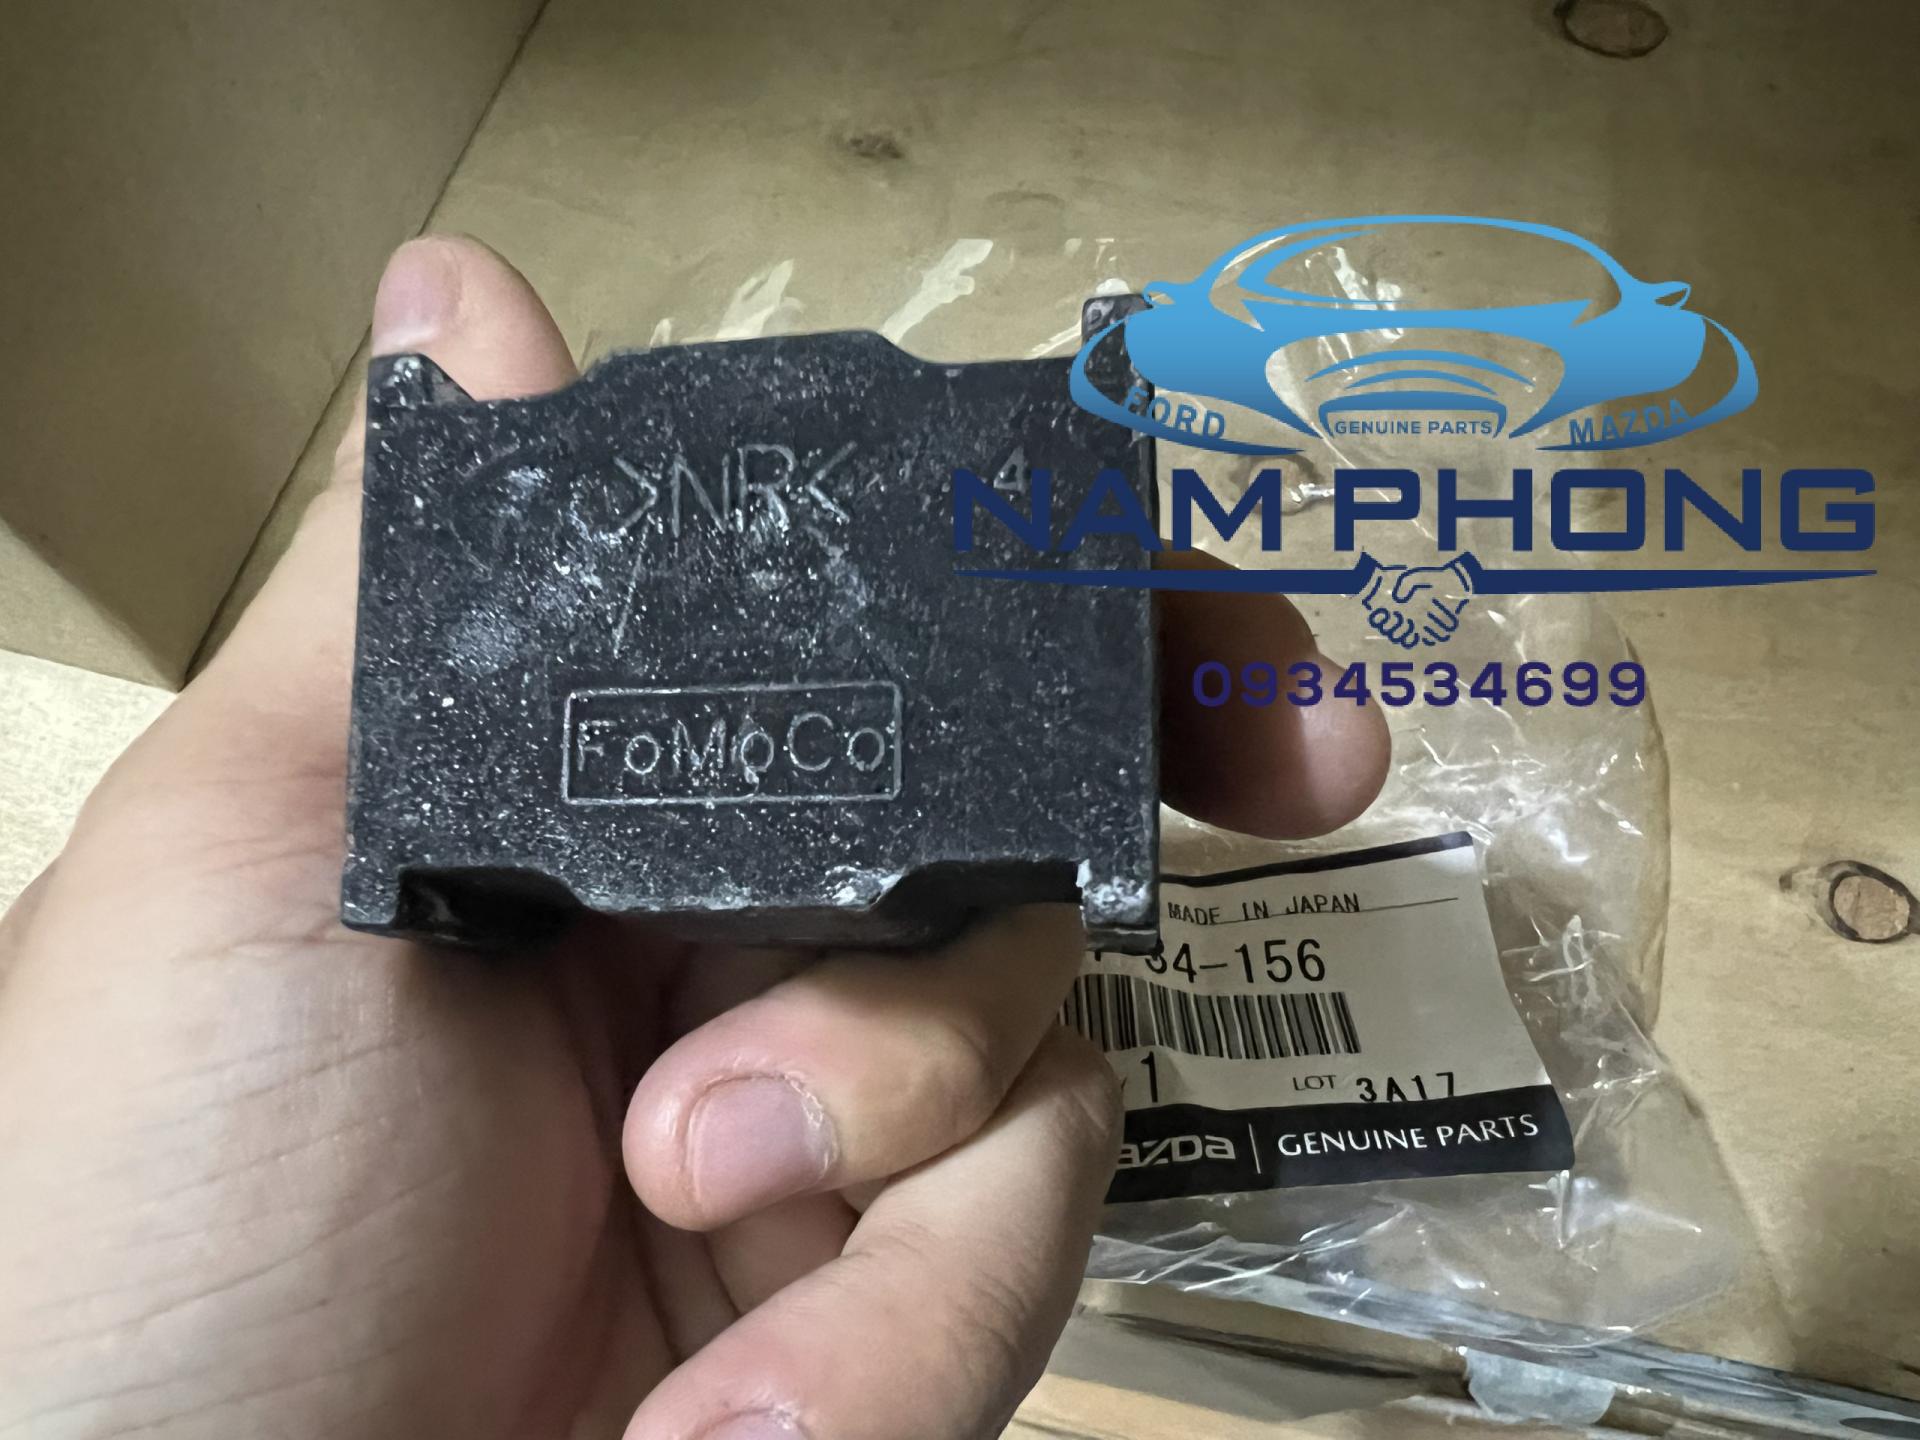 >NR< 4
FoMoCo
FORD
GENUINE PARTS
MAZDA
NAM PHONG
0934534699
MADE IN JAPAN
34-156
1
LOT 3A17
GENUINE PARTS